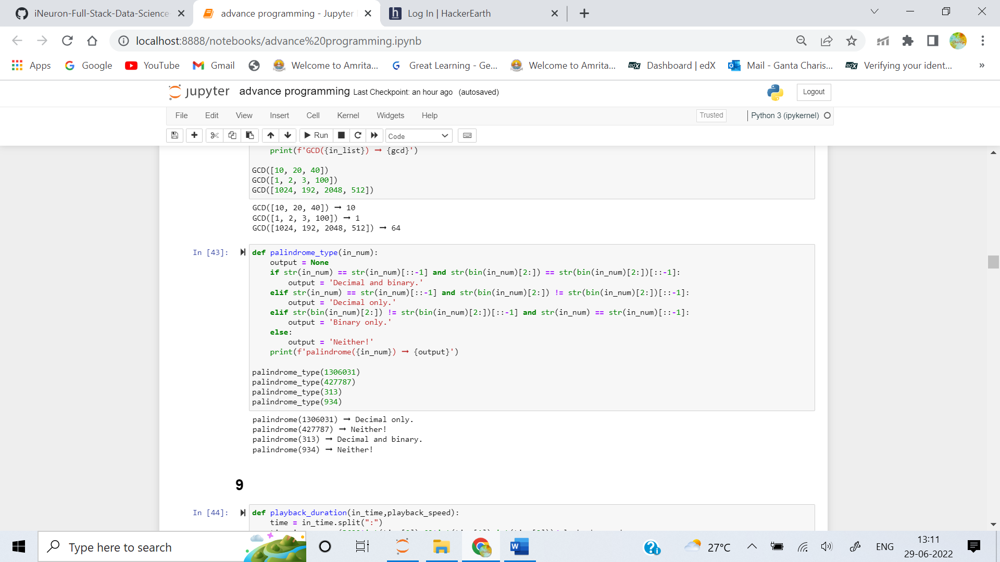 iNeuron-Full-Stack-Data-Science
advance programming - Jupyter
h Log In | HackerEarth
localhost:8888/notebooks/advance%20programming.ipynb
Apps
Google
YouTube
Gmail
Welcome to Amrita...
G Great Learning - Ge...
Welcome to Amrita...
edX Dashboard | edX
Mail - Ganta Charis...
edX Verifying your ident...
»
jupyter advance programming Last Checkpoint: an hour ago (autosaved)
Logout
File Edit View Insert Cell Kernel Widgets Help
Trusted
Python 3 (ipykernel)
Run
Code
print(f'GCD({in_list}) ➞ {gcd}')
GCD([10, 20, 40])
GCD([1, 2, 3, 100])
GCD([1024, 192, 2048, 512])
GCD([10, 20, 40]) ➞ 10
GCD([1, 2, 3, 100]) ➞ 1
GCD([1024, 192, 2048, 512]) ➞ 64
In [43]:
def palindrome_type(in_num):
output = None
if str(in_num) == str(in_num)[::-1] and str(bin(in_num)[2:]) == str(bin(in_num)[2:])[::-1]:
output = 'Decimal and binary.'
elif str(in_num) == str(in_num)[::-1] and str(bin(in_num)[2:]) != str(bin(in_num)[2:])[::-1]:
output = 'Decimal only.'
elif str(bin(in_num)[2:]) != str(bin(in_num)[2:])[::-1] and str(in_num) == str(in_num)[::-1]:
output = 'Binary only.'
else:
output = 'Neither!'
print(f'palindrome({in_num}) ➞ {output}')
palindrome_type(1306031)
palindrome_type(427787)
palindrome_type(313)
palindrome_type(934)
palindrome(1306031) ➞ Decimal only.
palindrome(427787) ➞ Neither!
palindrome(313) ➞ Decimal and binary.
palindrome(934) ➞ Neither!
9
In [44]:
def playback_duration(in_time,playback_speed):
time = in_time.split(":")
Type here to search
W
27°C
ENG
13:11
29-06-2022